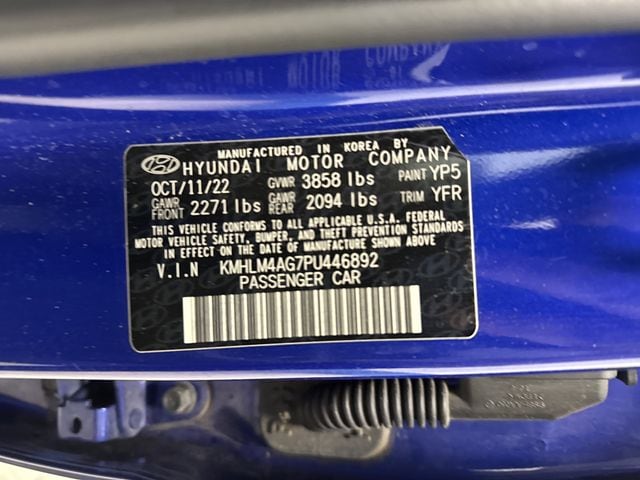 MANUFACTURED IN KOREA BY
HYUNDAI MOTOR COMPANY
OCT/11/22 GVWR 3858 lbs PAINT YP5
GAWR FRONT 2271 lbs GAWR REAR 2094 lbs TRIM YFR
THIS VEHICLE CONFORMS TO ALL APPLICABLE U.S.A. FEDERAL
MOTOR VEHICLE SAFETY, BUMPER, AND THEFT PREVENTION STANDARDS
IN EFFECT ON THE DATE OF MANUFACTURE SHOWN ABOVE.
V.I.N KMHLM4AG7PU446892
PASSENGER CAR